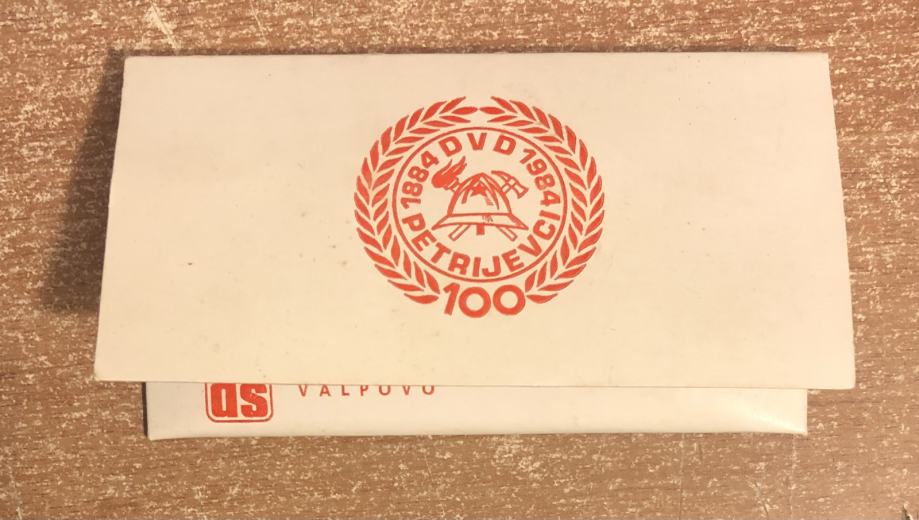 DVD
1884 1984
PETRIJEVCI
100
ds
VALPOVO